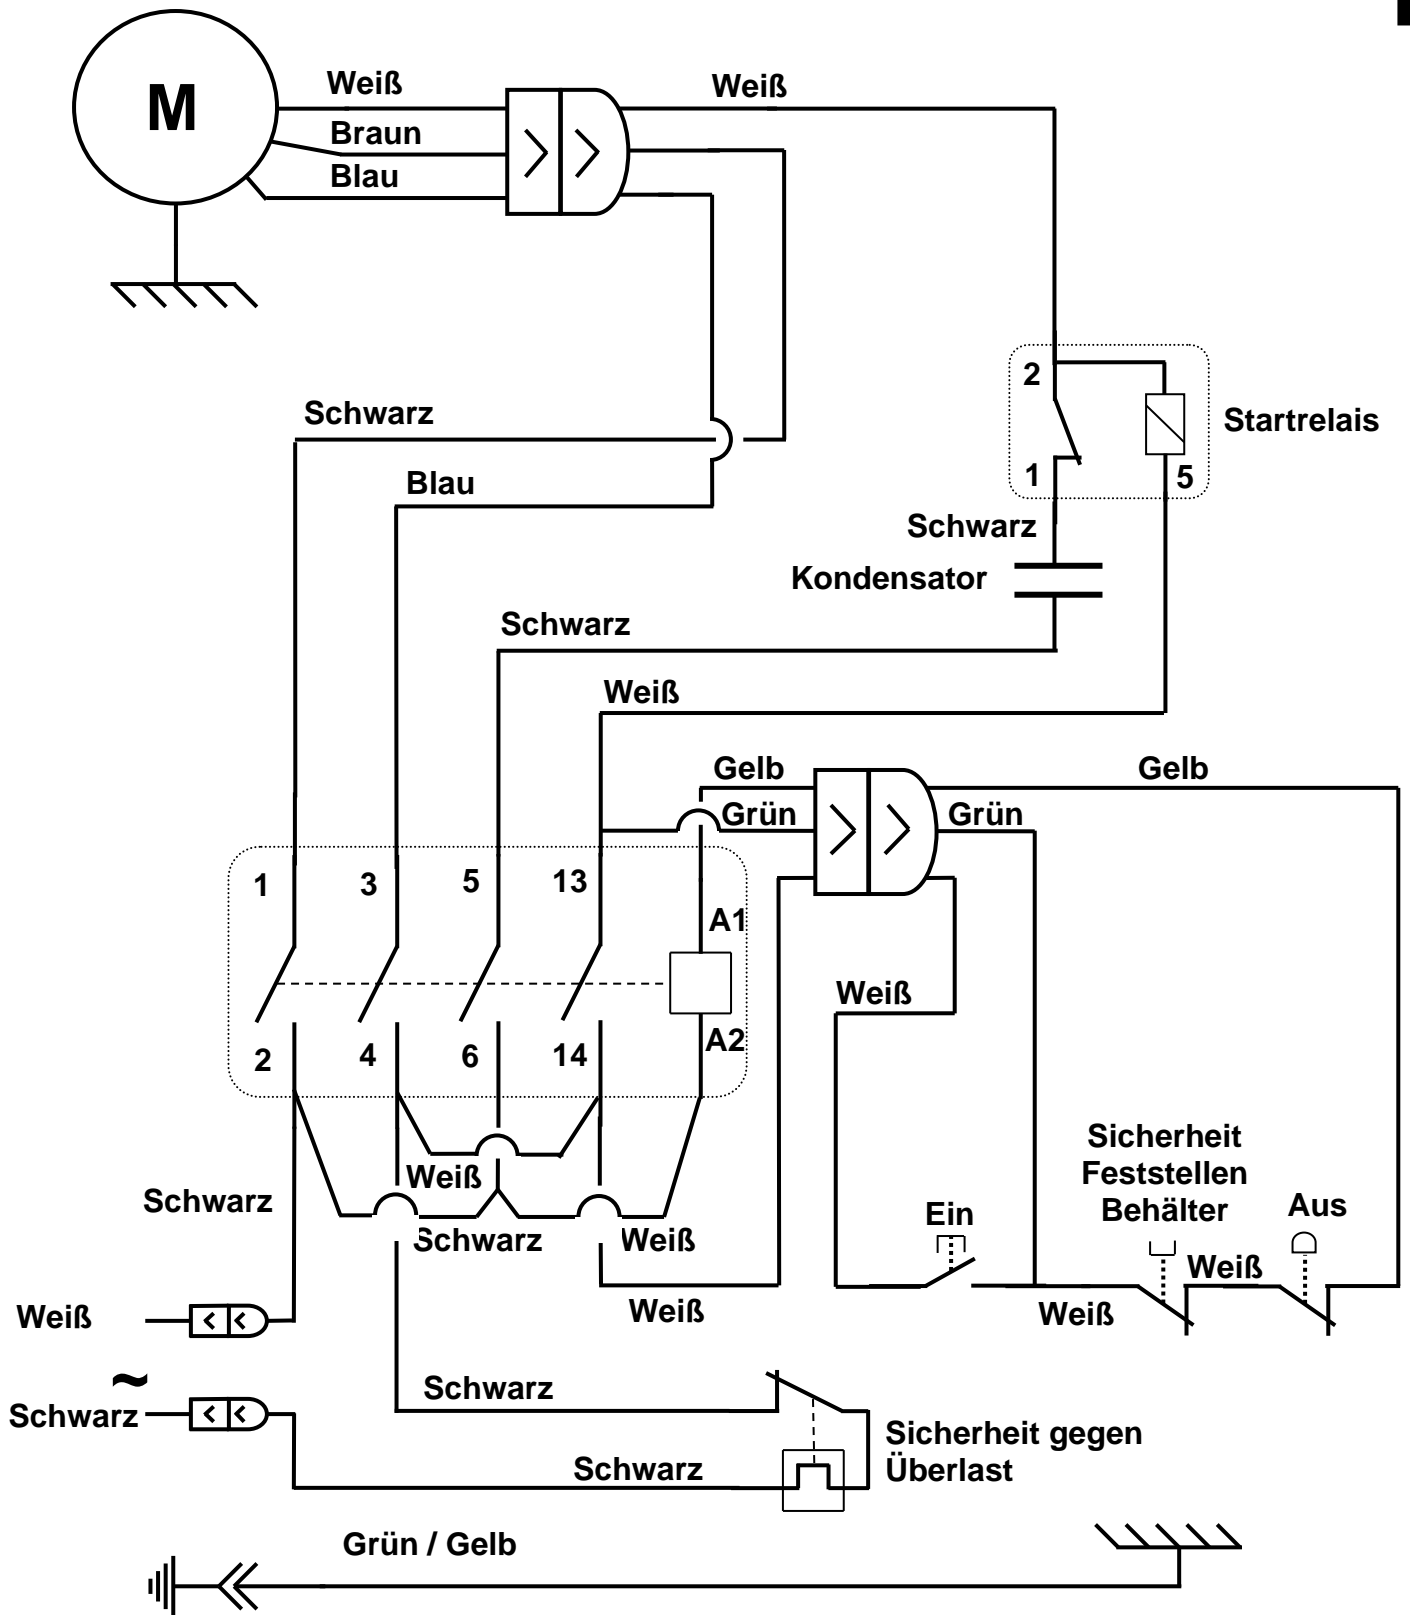 M
Weiß
Weiß
Braun
Blau
2
Startrelais
Schwarz
1
5
Blau
Schwarz
Kondensator
Schwarz
Weiß
Gelb
Gelb
Grün
Grün
1
3
5
13
A1
Weiß
2
4
6
14
A2
Sicherheit
Feststellen
Behälter
Weiß
Schwarz
Ein
Aus
Schwarz
Weiß
Weiß
Weiß
Weiß
Weiß
~
Schwarz
Schwarz
Sicherheit gegen
Überlast
Schwarz
Grün / Gelb